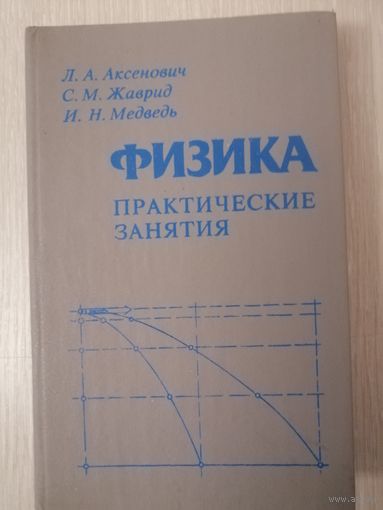 Л. А. Аксенович
С. М. Жаврид
И. Н. Медведь
ФИЗИКА
ПРАКТИЧЕСКИЕ
ЗАНЯТИЯ